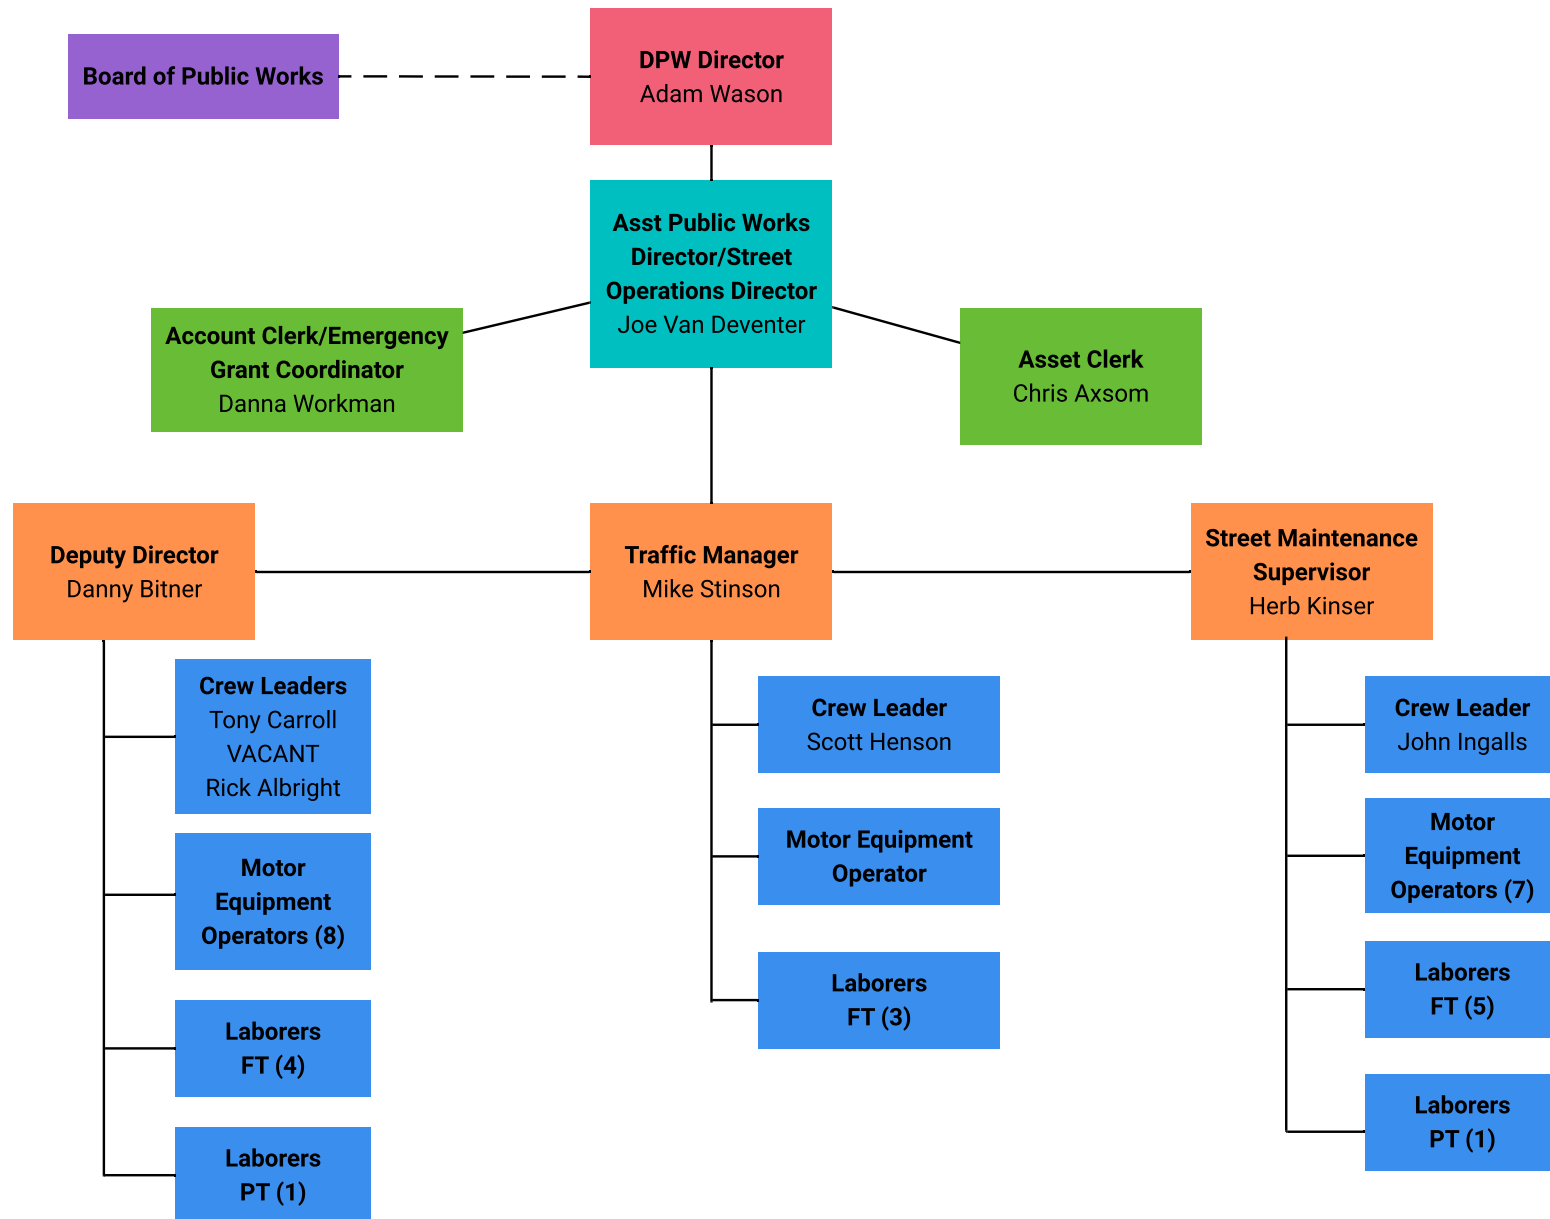 Board of Public Works
DPW Director
Adam Wason
Asst Public Works
Director/Street
Operations Director
Joe Van Deventer
Account Clerk/Emergency
Grant Coordinator
Danna Workman
Asset Clerk
Chris Axsom
Deputy Director
Danny Bitner
Traffic Manager
Mike Stinson
Street Maintenance
Supervisor
Herb Kinser
Crew Leaders
Tony Carroll
VACANT
Rick Albright
Motor
Equipment
Operators (8)
Laborers
FT (4)
Laborers
PT (1)
Crew Leader
Scott Henson
Motor Equipment
Operator
Laborers
FT (3)
Crew Leader
John Ingalls
Motor
Equipment
Operators (7)
Laborers
FT (5)
Laborers
PT (1)